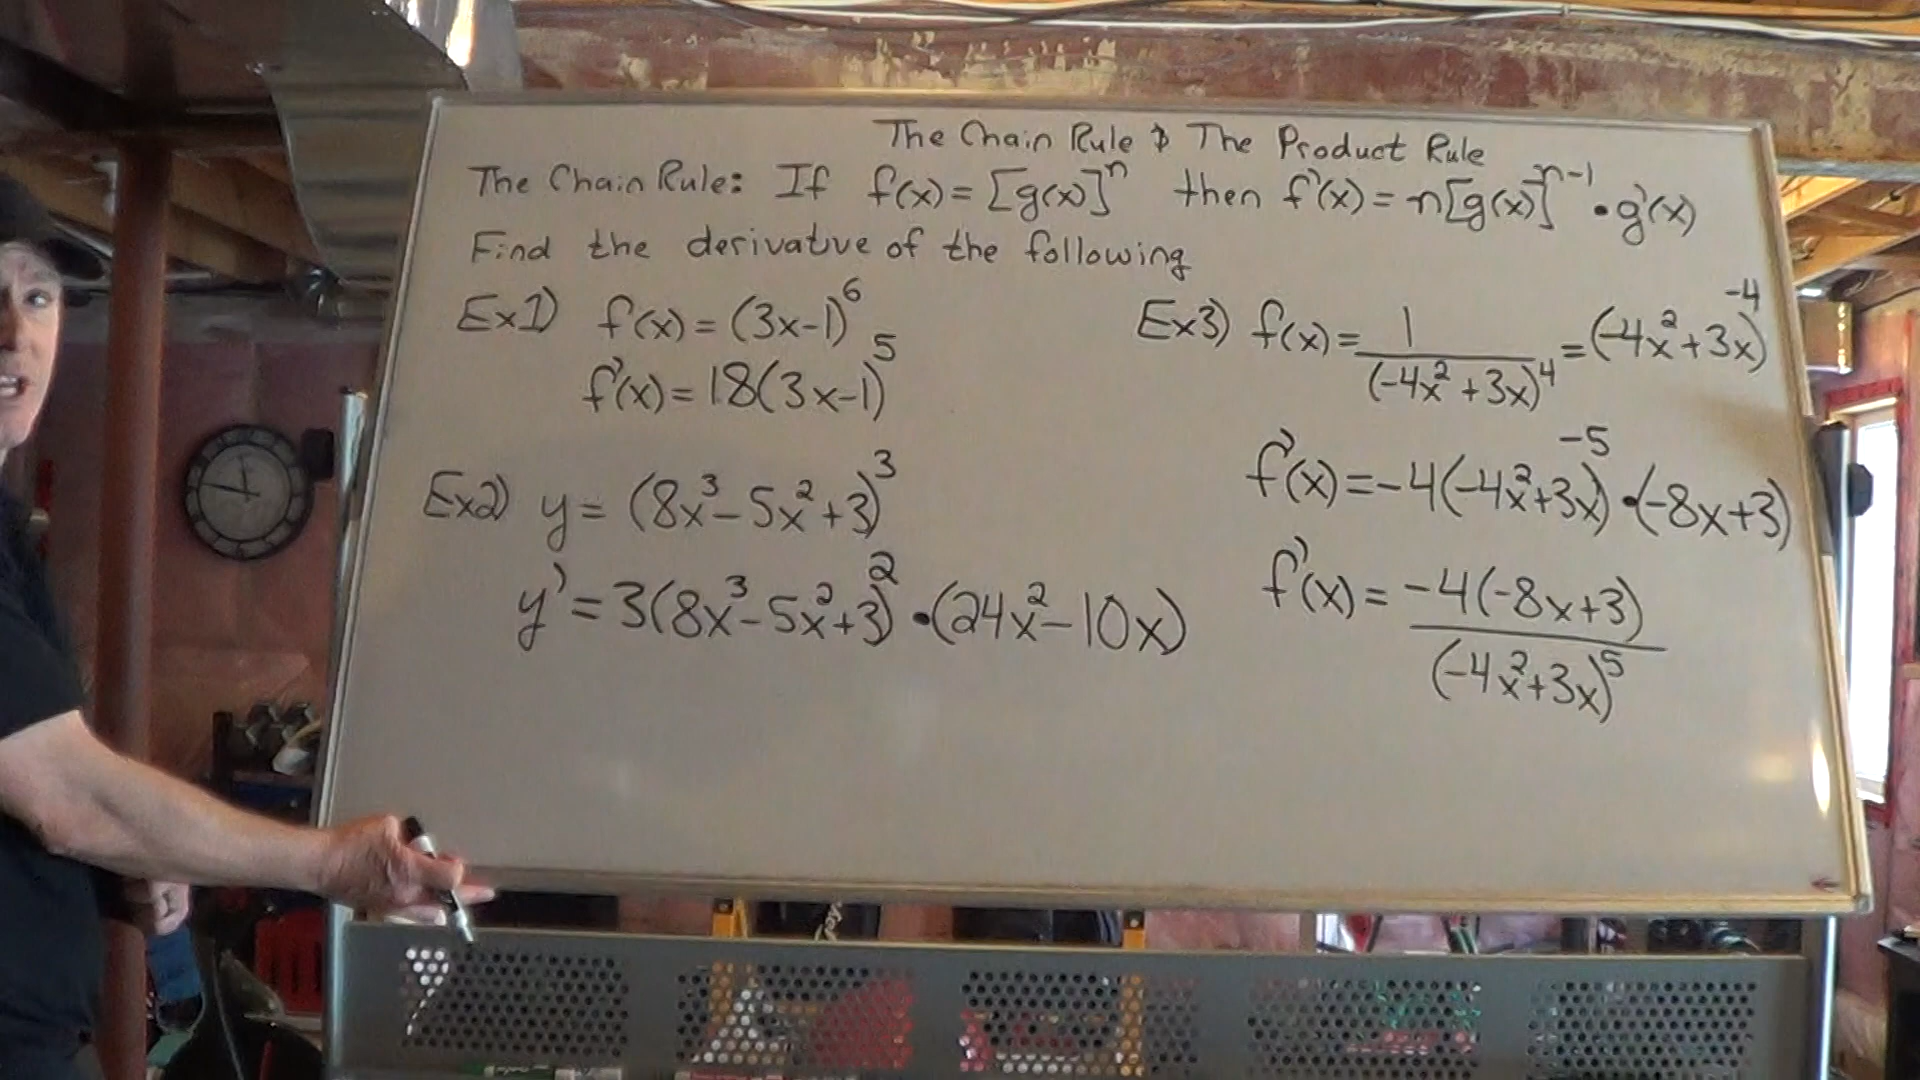 The Chain Rule & The Product Rule
The Chain Rule: If f(x) = [g(x)]^n then f'(x) = n[g(x)]^{n-1} • g'(x)
Find the derivative of the following
Ex1) f(x) = (3x-1)^6
f'(x) = 18(3x-1)^5
Ex2) y = (8x^3 - 5x^2 + 3)^3
y' = 3(8x^3 - 5x^2 + 3)^2 • (24x^2 - 10x)
Ex3) f(x) = 1/(-4x^2 + 3x)^4 = (-4x^2 + 3x)^{-4}
f'(x) = -4(-4x^2 + 3x)^{-5} • (-8x + 3)
f'(x) = -4(-8x + 3)/(-4x^2 + 3x)^5